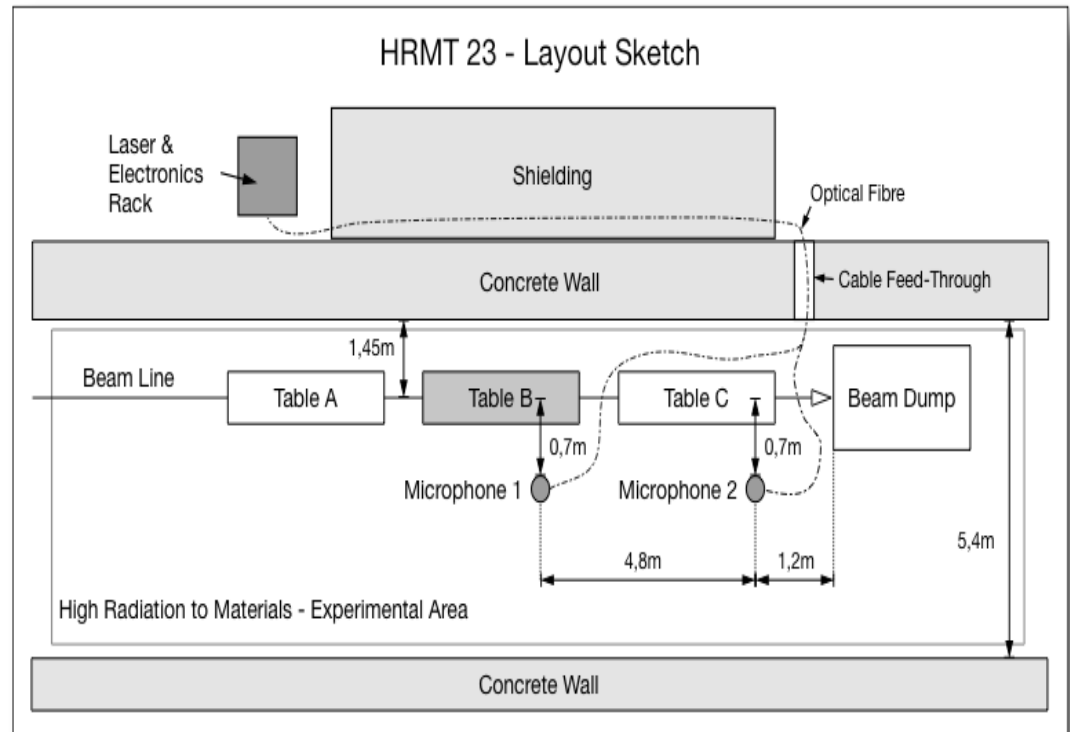 HRMT 23 - Layout Sketch
Laser &
Electronics
Rack
Shielding
Optical Fibre
Concrete Wall
Cable Feed-Through
1,45m
Beam Line
Table A
Table B
Table C
Beam Dump
0,7m
0,7m
Microphone 1
Microphone 2
4,8m
1,2m
5,4m
High Radiation to Materials - Experimental Area
Concrete Wall